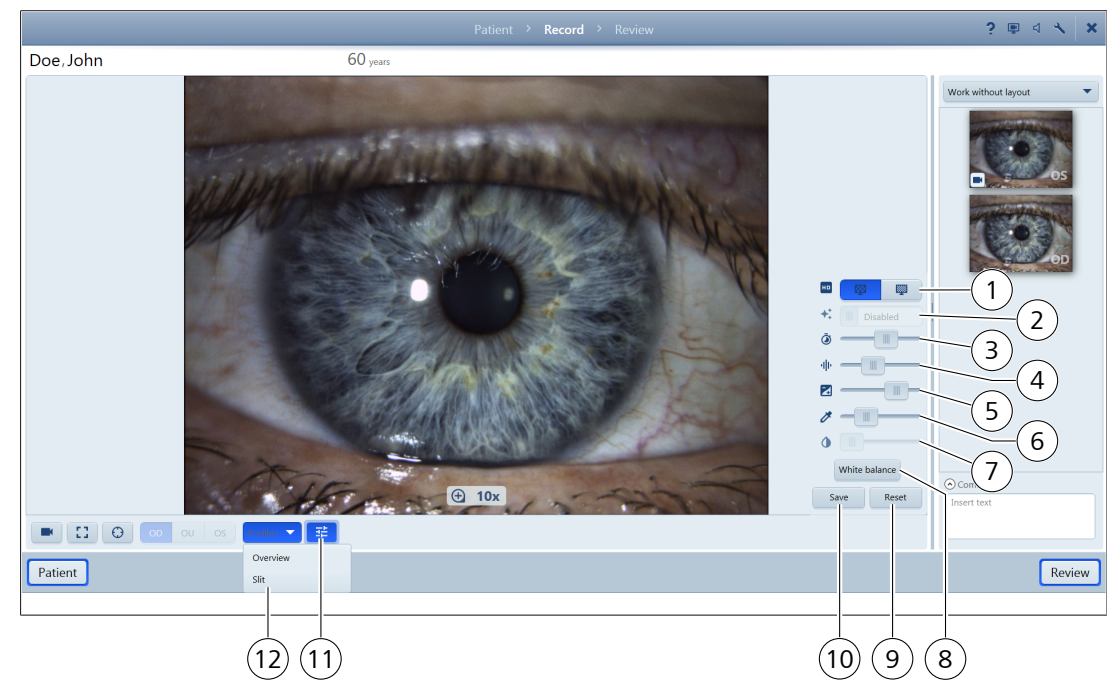 Patient > Record > Review
?
Doe, John 60 years
Work without layout
OS
OD
HD
1
Disabled
2
3
4
5
6
7
White balance
Save Reset
Comm
Insert text
10x
OD OU OS
Overview
Slit
Patient Review
12 11 10 9 8